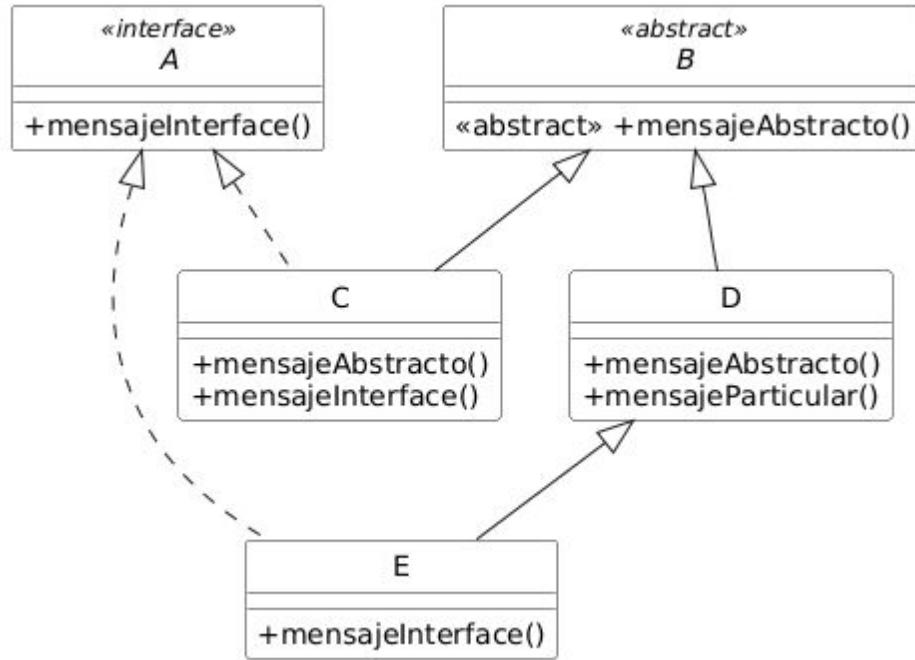 «interface»
A
+mensajeInterface()
«abstract»
B
«abstract» +mensajeAbstracto()
C
+mensajeAbstracto()
+mensajeInterface()
D
+mensajeAbstracto()
+mensajeParticular()
E
+mensajeInterface()